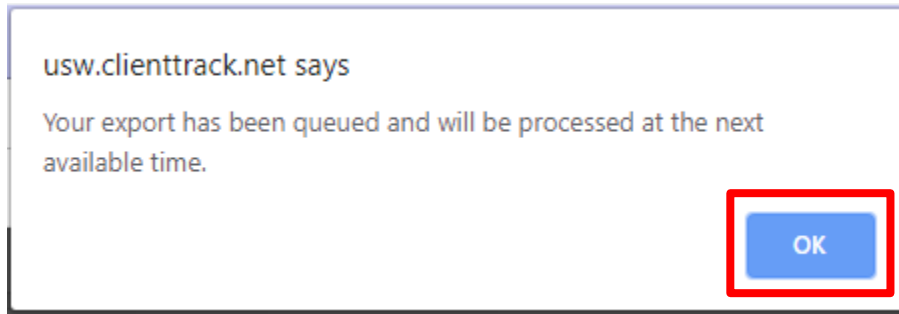 usw.clienttrack.net says
Your export has been queued and will be processed at the next
available time.
OK